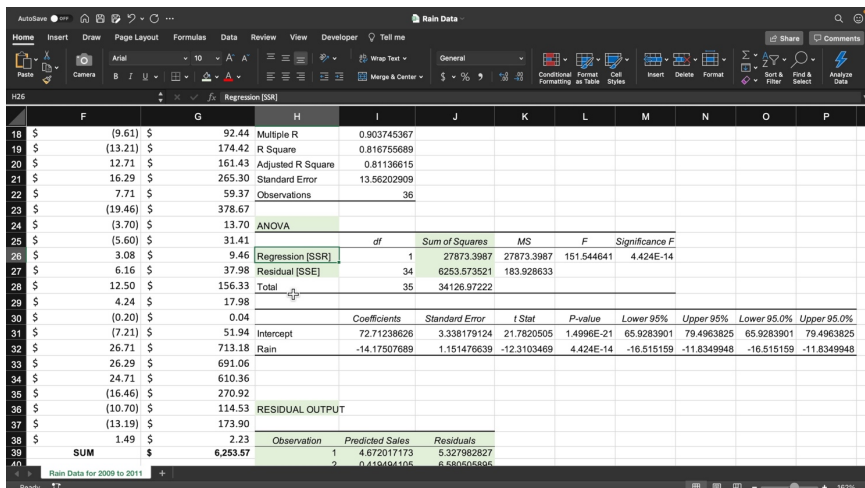 AutoSave OFF Rain Data
Home Insert Draw Page Layout Formulas Data Review View Developer Tell me Share Comments
Paste Camera Arial 10 Wrap Text General Conditional Formatting Format as Table Cell Styles Insert Delete Format Sort & Filter Find & Select Analyze Data
B I U Merge & Center $ % 9
H26 fx Regression [SSR]
F G H I J K L M N O P
18 $ (9.61) $ 92.44 Multiple R 0.903745367
19 $ (13.21) $ 174.42 R Square 0.816755689
20 $ 12.71 $ 161.43 Adjusted R Square 0.81136615
21 $ 16.29 $ 265.30 Standard Error 13.56202909
22 $ 7.71 $ 59.37 Observations 36
23 $ (19.46) $ 378.67
24 $ (3.70) $ 13.70 ANOVA
25 $ (5.60) $ 31.41 df Sum of Squares MS F Significance F
26 $ 3.08 $ 9.46 Regression [SSR] 1 27873.3987 27873.3987 151.544641 4.424E-14
27 $ 6.16 $ 37.98 Residual [SSE] 34 6253.573521 183.928633
28 $ 12.50 $ 156.33 Total 35 34126.97222
29 $ 4.24 $ 17.98
30 $ (0.20) $ 0.04 Coefficients Standard Error t Stat P-value Lower 95% Upper 95% Lower 95.0% Upper 95.0%
31 $ (7.21) $ 51.94 Intercept 72.71238626 3.338179124 21.7820505 1.4996E-21 65.9283901 79.4963825 65.9283901 79.4963825
32 $ 26.71 $ 713.18 Rain -14.17507689 1.151476639 -12.3103469 4.424E-14 -16.515159 -11.8349948 -16.515159 -11.8349948
33 $ 26.29 $ 691.06
34 $ 24.71 $ 610.36
35 $ (16.46) $ 270.92
36 $ (10.70) $ 114.53 RESIDUAL OUTPUT
37 $ (13.19) $ 173.90
38 $ 1.49 $ 2.23 Observation Predicted Sales Residuals
39 SUM $ 6,253.57 1 4.672017173 5.327982827
40 2 0.419494105 6.580505895
Rain Data for 2009 to 2011 +
Ready 162%